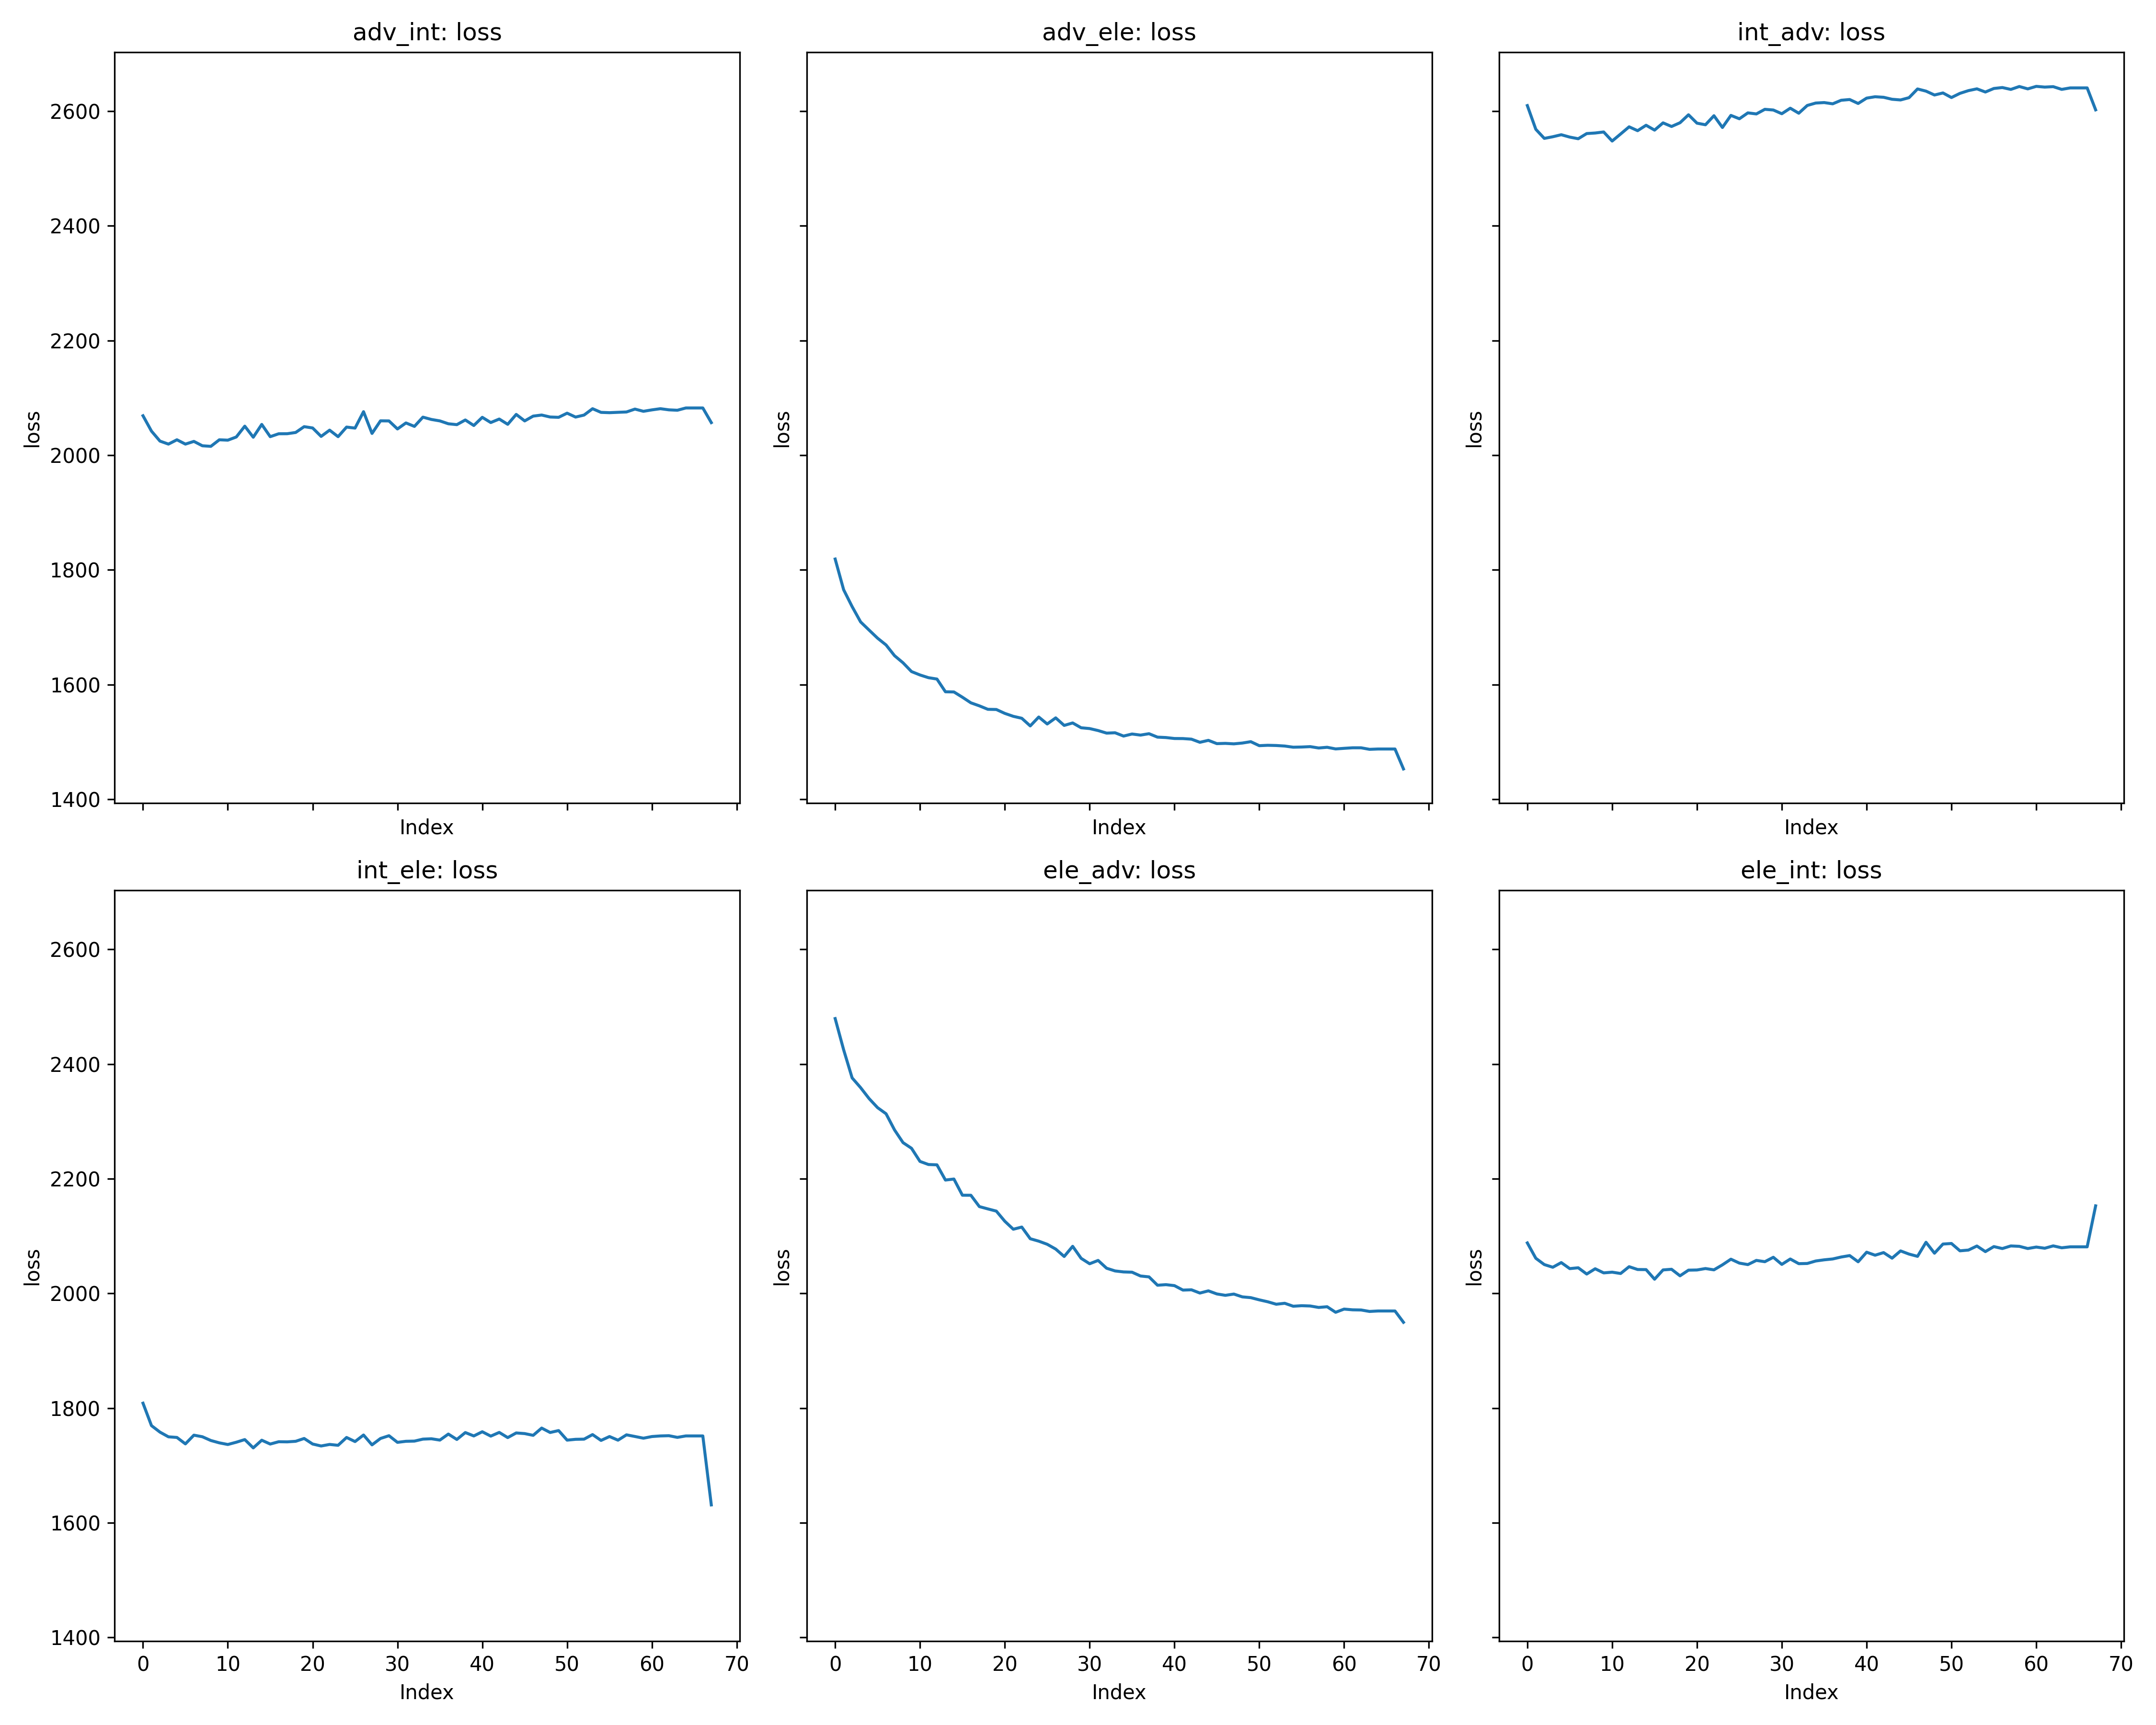 adv_int: loss
adv_ele: loss
int_adv: loss
2600
2400
2200
2000
1800
1600
1400
loss
loss
loss
Index
Index
Index
int_ele: loss
ele_adv: loss
ele_int: loss
2600
2400
2200
2000
1800
1600
1400
loss
loss
loss
0 10 20 30 40 50 60 70
0 10 20 30 40 50 60 70
0 10 20 30 40 50 60 70
Index
Index
Index